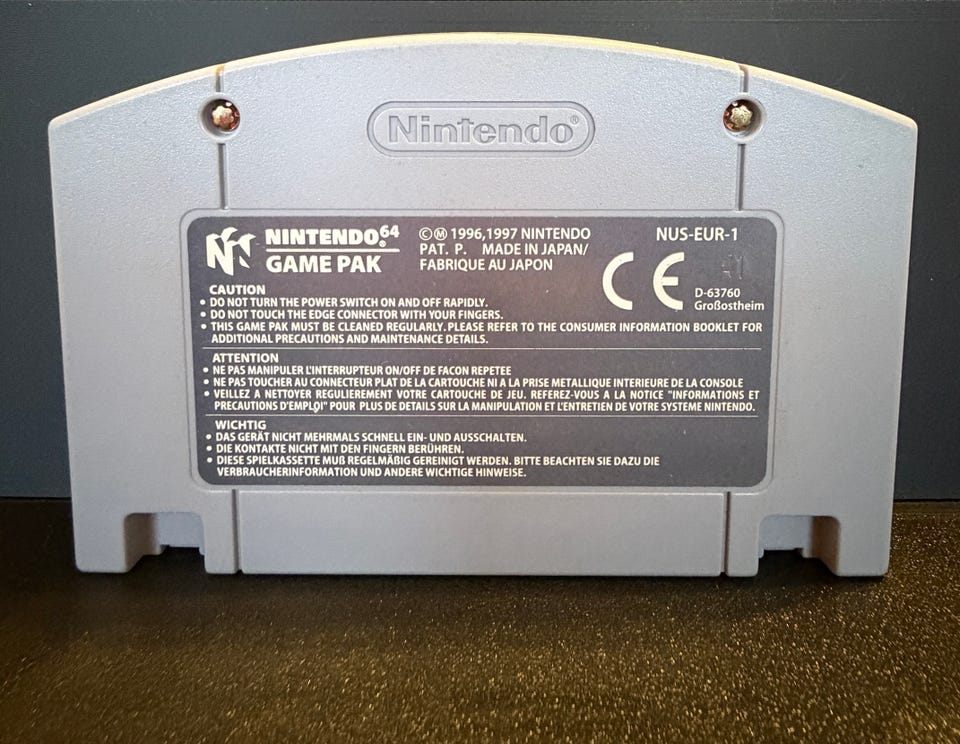 Nintendo®
NINTENDO®64
GAME PAK
©Ⓜ 1996,1997 NINTENDO
PAT. P. MADE IN JAPAN/
FABRIQUE AU JAPON
NUS-EUR-1
CE
D-63760
Großostheim
CAUTION
• DO NOT TURN THE POWER SWITCH ON AND OFF RAPIDLY.
• DO NOT TOUCH THE EDGE CONNECTOR WITH YOUR FINGERS.
• THIS GAME PAK MUST BE CLEANED REGULARLY. PLEASE REFER TO THE CONSUMER INFORMATION BOOKLET FOR
ADDITIONAL PRECAUTIONS AND MAINTENANCE DETAILS.
ATTENTION
• NE PAS MANIPULER L'INTERRUPTEUR ON/OFF DE FACON REPETEE
• NE PAS TOUCHER AU CONNECTEUR PLAT DE LA CARTOUCHE NI A LA PRISE METALLIQUE INTERIEURE DE LA CONSOLE
• VEILLEZ A NETTOYER REGULIEREMENT VOTRE CARTOUCHE DE JEU. REFEREZ-VOUS A LA NOTICE "INFORMATIONS ET
PRECAUTIONS D'EMPLOI" POUR PLUS DE DETAILS SUR LA MANIPULATION ET L'ENTRETIEN DE VOTRE SYSTEME NINTENDO.
WICHTIG
• DAS GERÄT NICHT MEHRMALS SCHNELL EIN- UND AUSSCHALTEN.
• DIE KONTAKTE NICHT MIT DEN FINGERN BERÜHREN.
• DIESE SPIELKASSETTE MUß REGELMÄßIG GEREINIGT WERDEN. BITTE BEACHTEN SIE DAZU DIE
VERBRAUCHERINFORMATION UND ANDERE WICHTIGE HINWEISE.